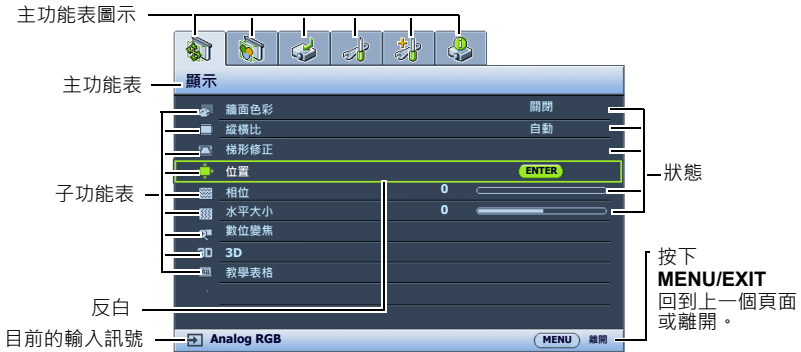 主功能表圖示
主功能表
顯示
牆面色彩 關閉
縱橫比 自動
梯形修正
位置 ENTER
狀態
子功能表
相位 0
水平大小 0
數位變焦
3D 3D
教學表格
按下
MENU/EXIT
回到上一個頁面
或離開。
反白
目前的輸入訊號
Analog RGB MENU 離開